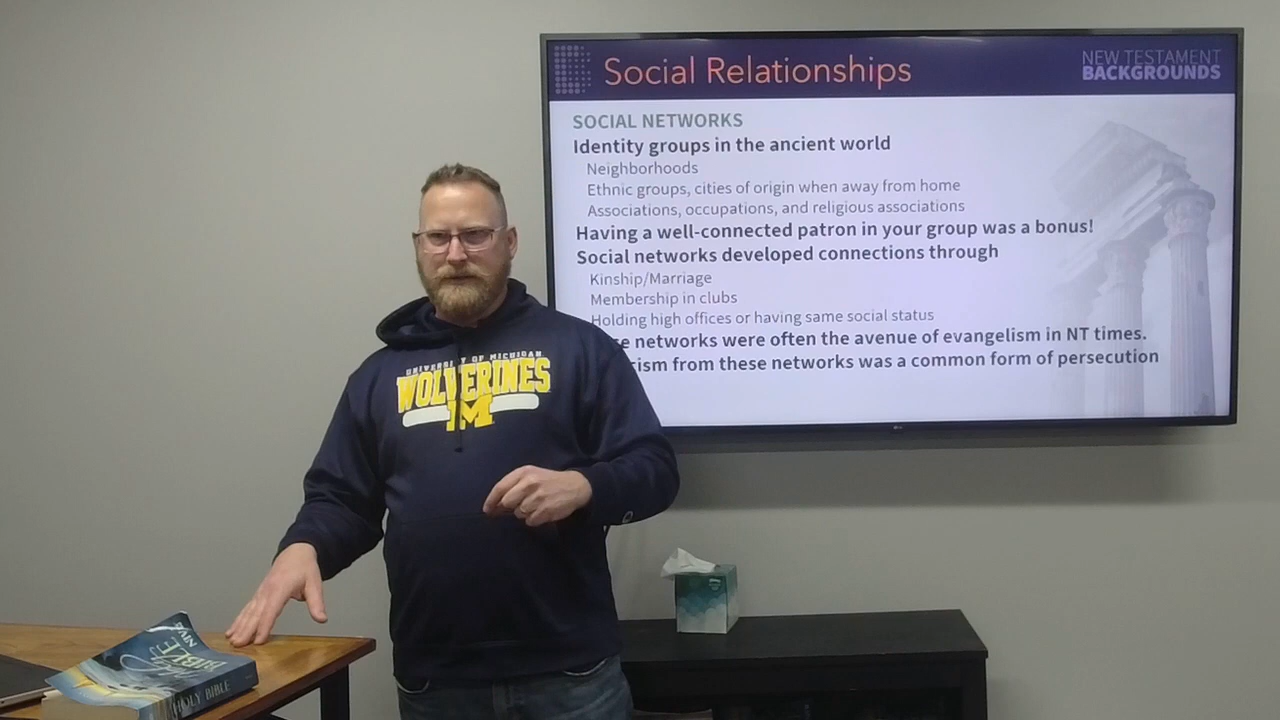 Social Relationships
NEW TESTAMENT
BACKGROUNDS
SOCIAL NETWORKS
Identity groups in the ancient world
Neighborhoods
Ethnic groups, cities of origin when away from home
Associations, occupations, and religious associations
Having a well-connected patron in your group was a bonus!
Social networks developed connections through
Kinship/Marriage
Membership in clubs
Holding high offices or having same social status
networks were often the avenue of evangelism in NT times.
from these networks was a common form of persecution
UNIVERSITY OF MICHIGAN
WOLVERINES
M
LG
NIV
BIBLE
HOLY BIBLE